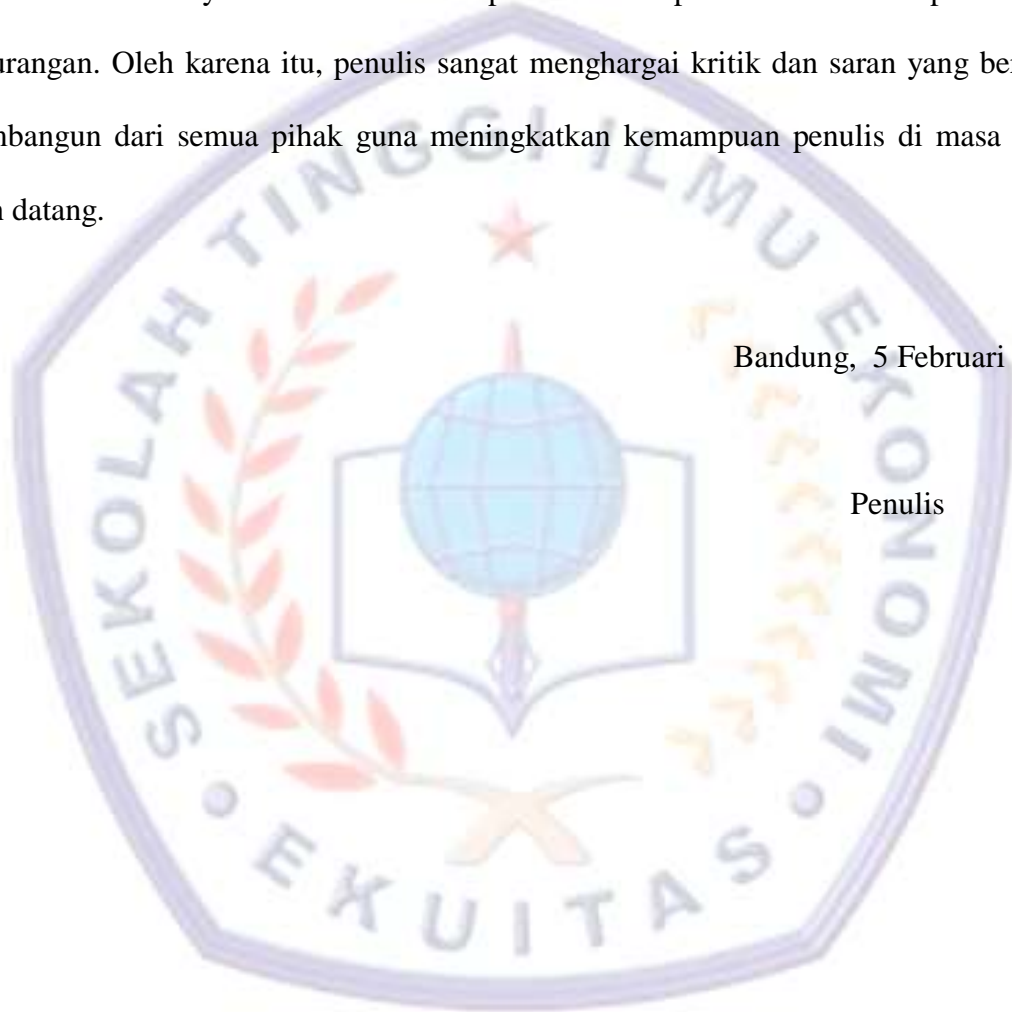 urangan. Oleh karena itu, penulis sangat menghargai kritik dan saran yang ber
bangun dari semua pihak guna meningkatkan kemampuan penulis di masa
datang.
Bandung, 5 Februari
Penulis
SEKOLAH TINGGI ILMU EKONOMI
• EKUITAS •